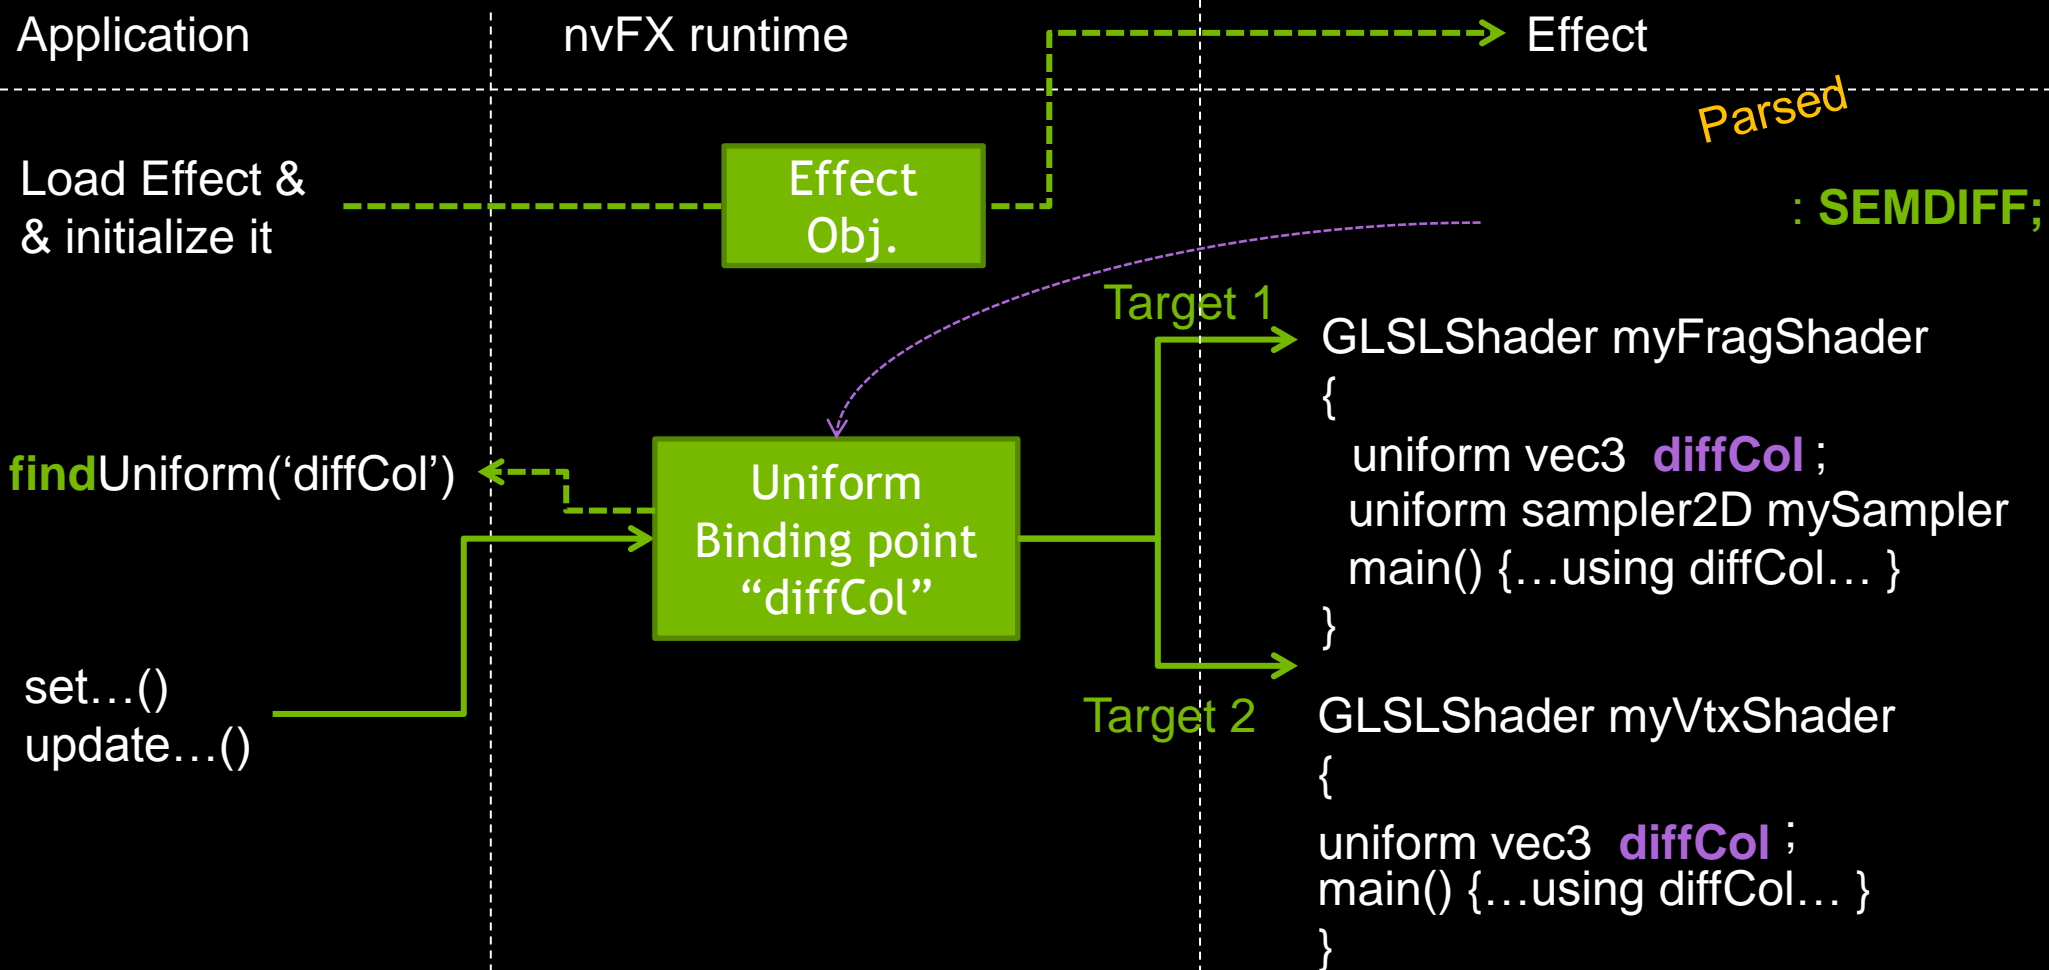 Application
nvFX runtime
Effect
Parsed
Load Effect &
& initialize it
Effect
Obj.
: SEMDIFF;
Target 1
GLSLShader myFragShader
{
uniform vec3 diffCol ;
uniform sampler2D mySampler
main() {…using diffCol… }
}
findUniform(‘diffCol’)
Uniform
Binding point
“diffCol”
set…()
update…()
Target 2
GLSLShader myVtxShader
{
uniform vec3 diffCol ;
main() {…using diffCol… }
}